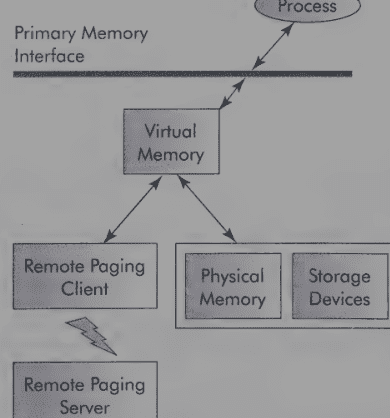 Process
Primary Memory
Interface
Virtual
Memory
Remote Paging
Client
Physical
Memory
Storage
Devices
Remote Paging
Server